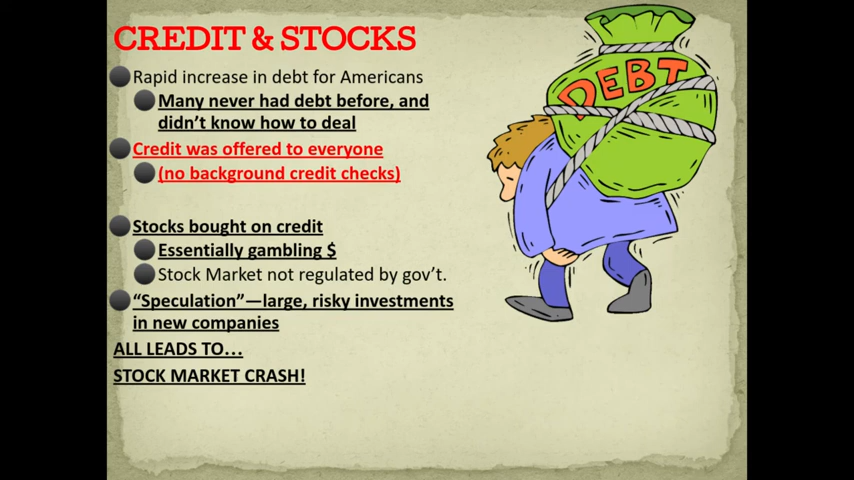 CREDIT & STOCKS
Rapid increase in debt for Americans
Many never had debt before, and
didn't know how to deal
Credit was offered to everyone
(no background credit checks)
Stocks bought on credit
Essentially gambling $
Stock Market not regulated by gov't.
“Speculation”—large, risky investments
in new companies
ALL LEADS TO…
STOCK MARKET CRASH!
DEBT